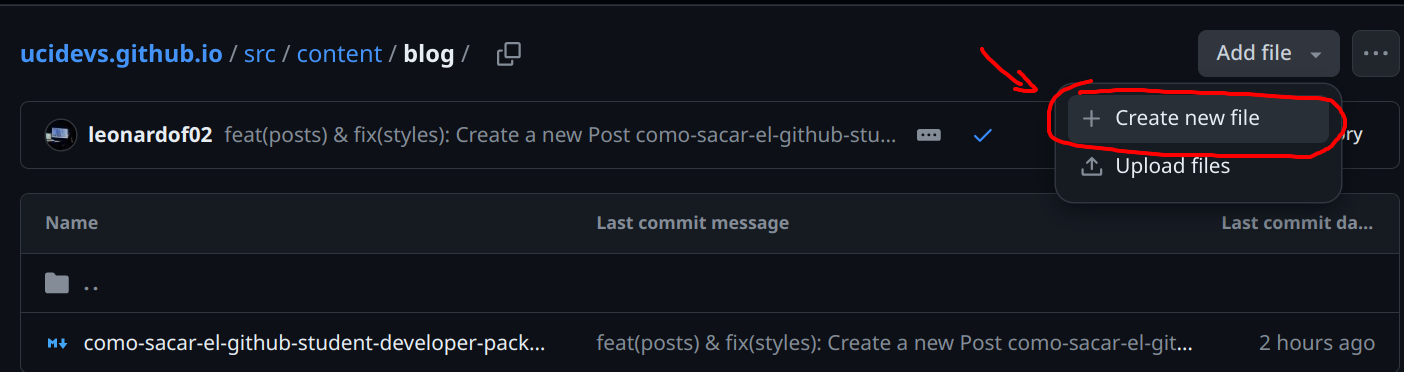 ucidevs.github.io / src / content / blog /
Add file
leonardof02 feat(posts) & fix(styles): Create a new Post como-sacar-el-github-stu...
Create new file
Upload files
Name Last commit message Last commit da...
..
como-sacar-el-github-student-developer-pack... feat(posts) & fix(styles): Create a new Post como-sacar-el-git... 2 hours ago